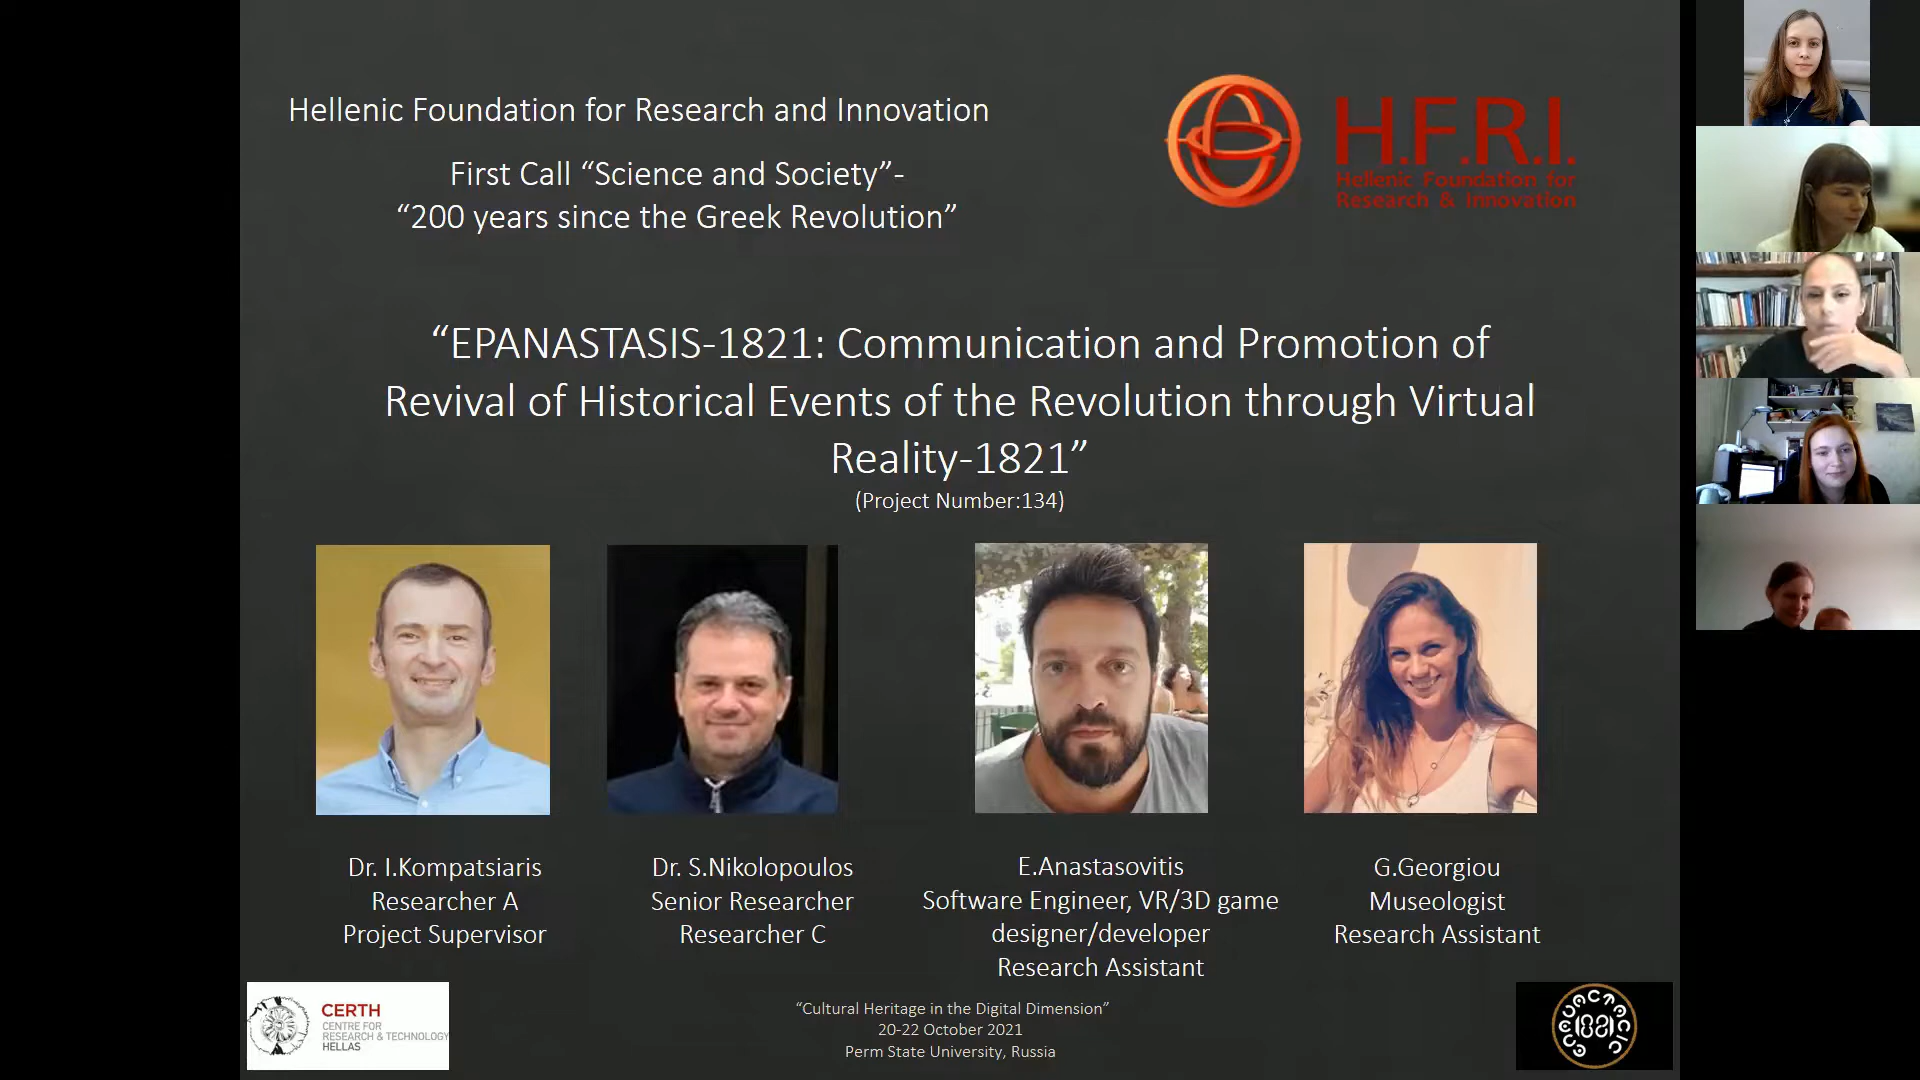 Hellenic Foundation for Research and Innovation
First Call “Science and Society”-
“200 years since the Greek Revolution”
H.F.R.I.
Hellenic Foundation for
Research & Innovation
“EPANASTASIS-1821: Communication and Promotion of
Revival of Historical Events of the Revolution through Virtual
Reality-1821”
(Project Number:134)
Dr. I.Kompatsiaris
Researcher A
Project Supervisor
Dr. S.Nikolopoulos
Senior Researcher
Researcher C
E.Anastasovitis
Software Engineer, VR/3D game
designer/developer
Research Assistant
G.Georgiou
Museologist
Research Assistant
CERTH
CENTRE FOR
RESEARCH & TECHNOLOGY
HELLAS
“Cultural Heritage in the Digital Dimension”
20-22 October 2021
Perm State University, Russia
1821